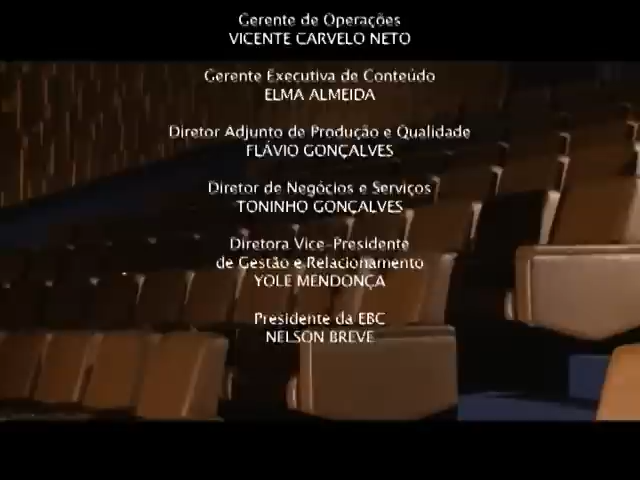 Gerente de Operações
VICENTE CARVELO NETO
Gerente Executiva de Conteúdo
ELMA ALMEIDA
Diretor Adjunto de Produção e Qualidade
FLÁVIO GONÇALVES
Diretor de Negócios e Serviços
TONINHO GONÇALVES
Diretora Vice-Presidente
de Gestão e Relacionamento
YOLE MENDONÇA
Presidente da EBC
NELSON BREVE